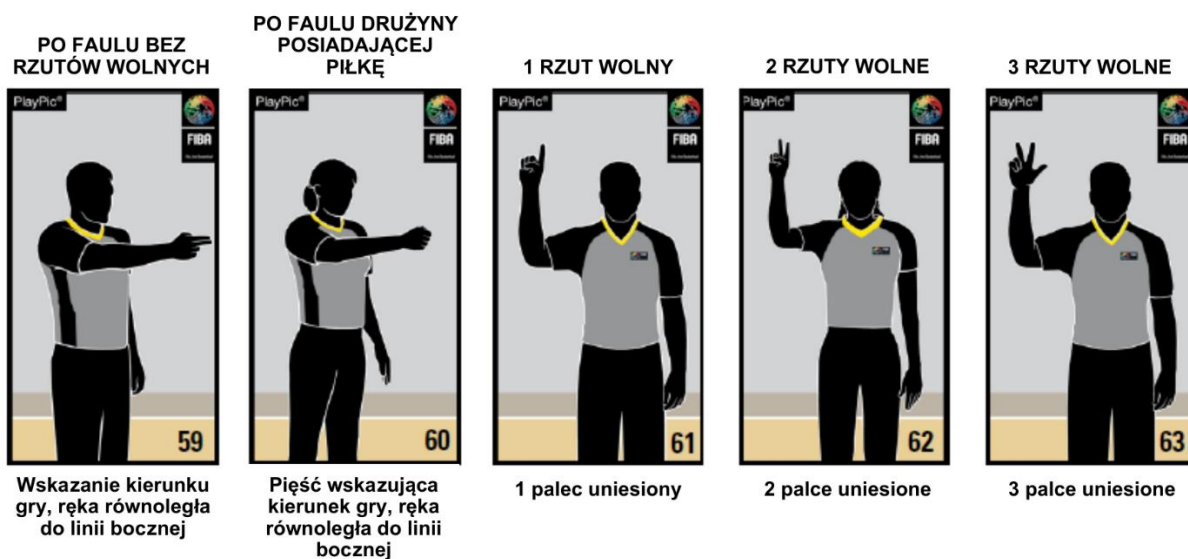 PO FAULU BEZ
RZUTÓW WOLNYCH
PO FAULU DRUŻYNY
POSIADAJĄCEJ
PIŁKĘ
1 RZUT WOLNY
2 RZUTY WOLNE
3 RZUTY WOLNE
PlayPic®
FIBA
PlayPic®
FIBA
PlayPic®
FIBA
PlayPic®
FIBA
PlayPic®
FIBA
59
60
61
62
63
Wskazanie kierunku
gry, ręka równoległa
do linii bocznej
Pięść wskazująca
kierunek gry, ręka
równoległa do linii
bocznej
1 palec uniesiony
2 palce uniesione
3 palce uniesione